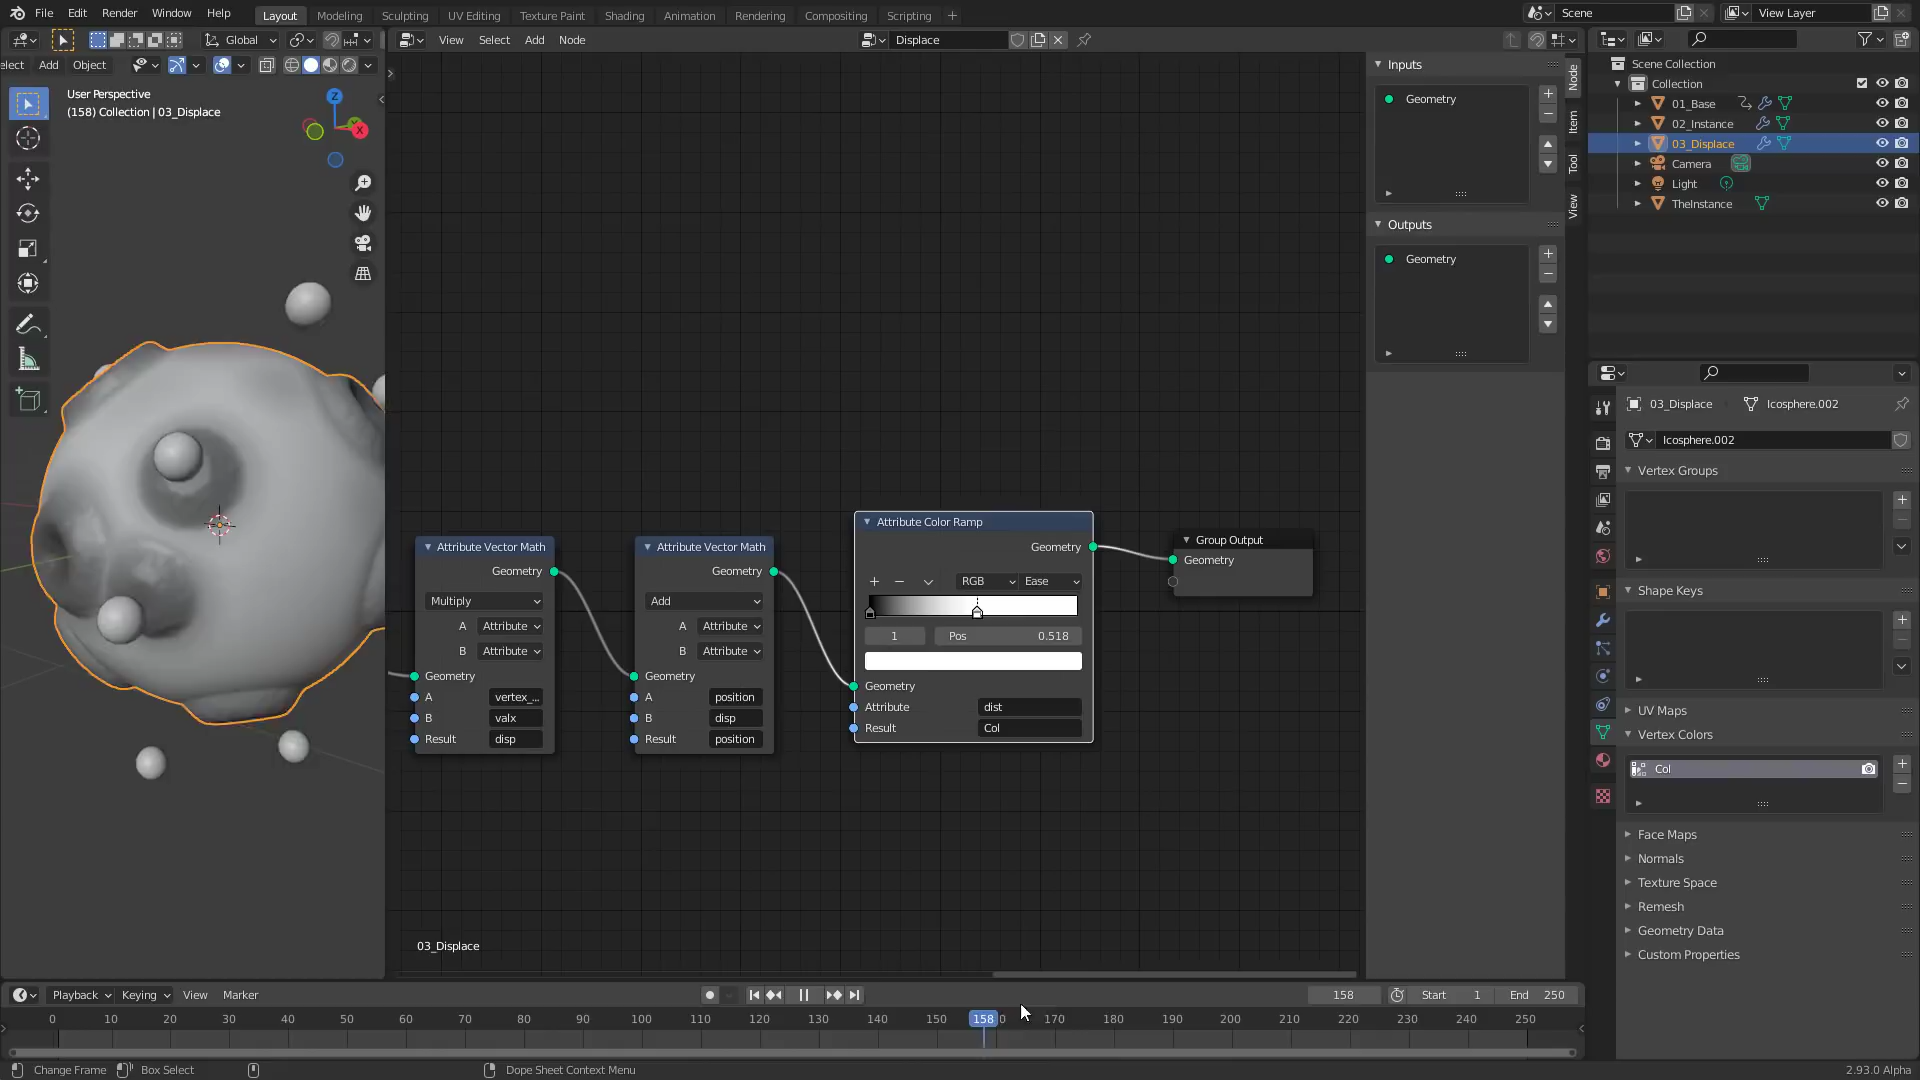 File Edit Render Window Help Layout Modeling Sculpting UV Editing Texture Paint Shading Animation Rendering Compositing Scripting + Scene View Layer
Global View Select Add Node Displace
elect Add Object
User Perspective
(158) Collection | 03_Displace
Z
Y
X
Inputs
Geometry
Outputs
Geometry
Node
Item
Tool
View
Scene Collection
Collection
01_Base
02_Instance
03_Displace
Camera
Light
TheInstance
03_Displace Icosphere.002
Icosphere.002
Vertex Groups
Shape Keys
UV Maps
Vertex Colors
Col
Face Maps
Normals
Texture Space
Remesh
Geometry Data
Custom Properties
Attribute Vector Math
Geometry
Multiply
A Attribute
B Attribute
Geometry
A vertex_...
B valx
Result disp
Attribute Vector Math
Geometry
Add
A Attribute
B Attribute
Geometry
A position
B disp
Result position
Attribute Color Ramp
Geometry
RGB Ease
1 Pos 0.518
Geometry
Attribute dist
Result Col
Group Output
Geometry
03_Displace
Playback Keying View Marker 158 Start 1 End 250
0 10 20 30 40 50 60 70 80 90 100 110 120 130 140 150 158 0 170 180 190 200 210 220 230 240 250
Change Frame Box Select Dope Sheet Context Menu 2.93.0 Alpha